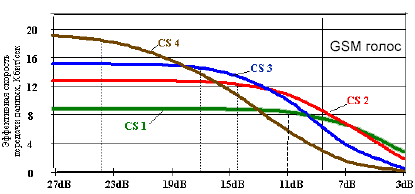 Эффективная скорость
передачи данных, Кбит/сек
20
16
12
8
4
0
CS 4
CS 3
CS 2
CS 1
GSM голос
27dB
23dB
19dB
15dB
11dB
7dB
3dB